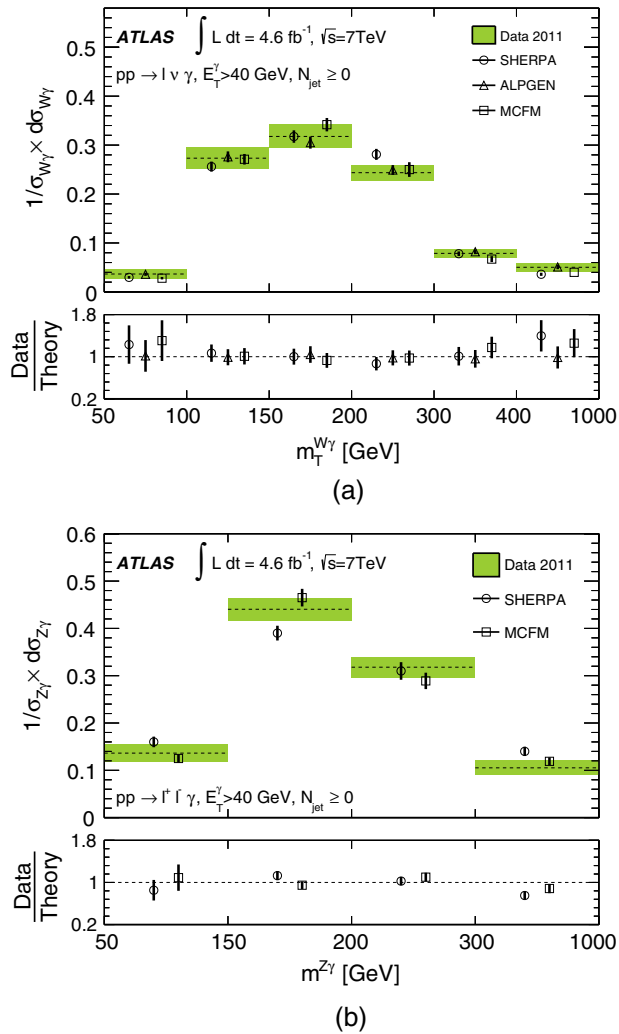 ATLAS ∫ L dt = 4.6 fb⁻¹, √s=7TeV
pp → l ν γ, E_T^γ>40 GeV, N_jet ≥ 0
Data 2011
SHERPA
ALPGEN
MCFM
1/σ_Wγ × dσ_Wγ
0.5
0.4
0.3
0.2
0.1
0
Data
Theory
1.8
1
0.2
50 100 150 200 300 400 1000
m_T^Wγ [GeV]
(a)
ATLAS ∫ L dt = 4.6 fb⁻¹, √s=7TeV
Data 2011
SHERPA
MCFM
1/σ_Zγ × dσ_Zγ
0.6
0.5
0.4
0.3
0.2
0.1
0
pp → l⁺ l⁻ γ, E_T^γ>40 GeV, N_jet ≥ 0
Data
Theory
1.8
1
0.2
50 150 200 300 1000
m^Zγ [GeV]
(b)